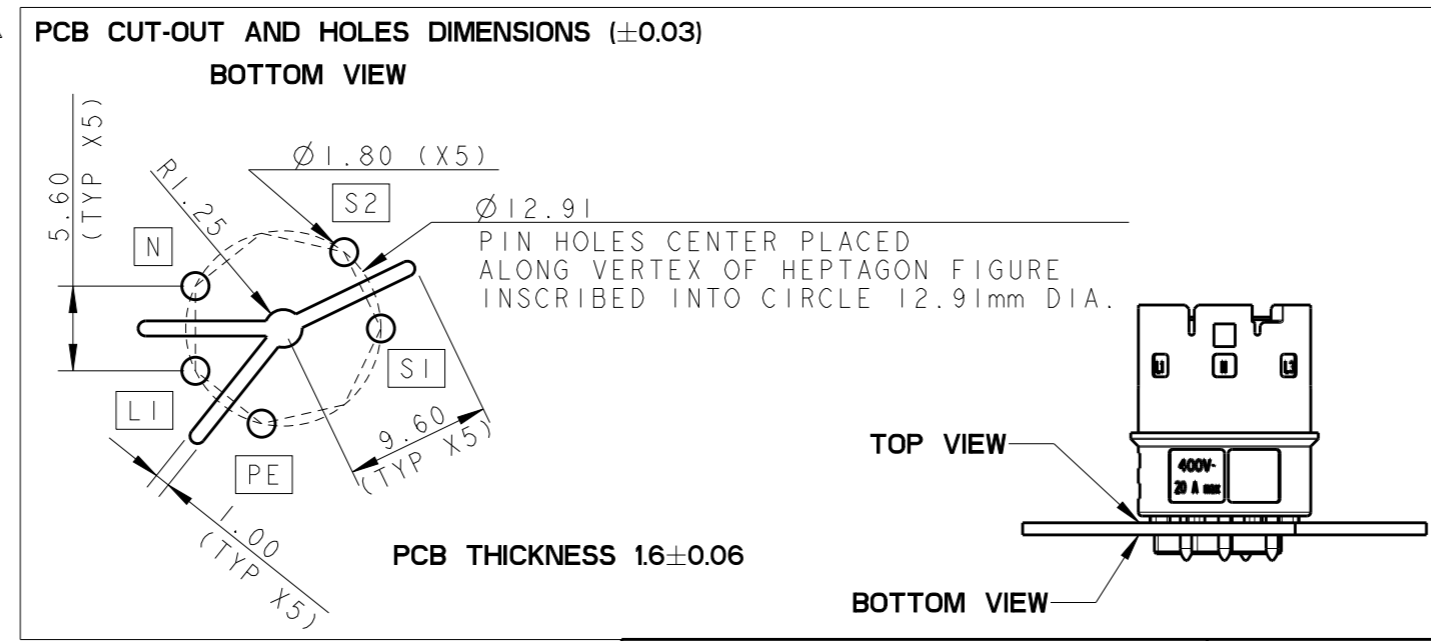 PCB CUT-OUT AND HOLES DIMENSIONS (±0.03)
BOTTOM VIEW
5.60
(TYP X5)
R1.25
Ø1.80 (X5)
S2
N
Ø12.91
PIN HOLES CENTER PLACED
ALONG VERTEX OF HEPTAGON FIGURE
INSCRIBED INTO CIRCLE 12.91mm DIA.
S1
L1
PE
9.60
(TYP X5)
1.00
(TYP X5)
PCB THICKNESS 1.6±0.06
L1
N
L3
TOP VIEW
400V~
20 A max
BOTTOM VIEW